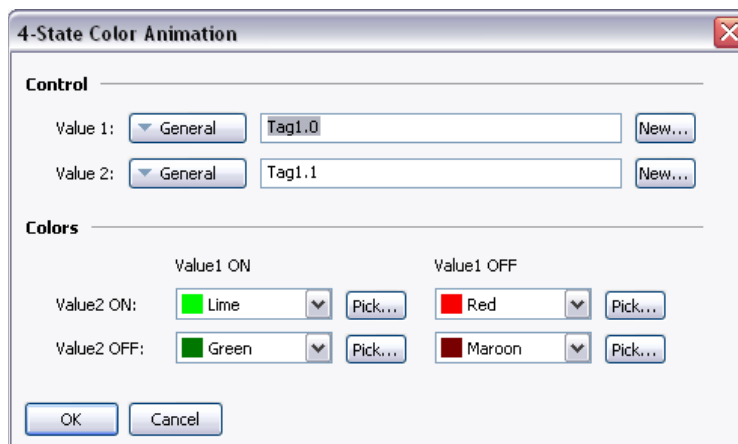 4-State Color Animation
Control
Value 1: General Tag1.0 New...
Value 2: General Tag1.1 New...
Colors
Value1 ON Value1 OFF
Value2 ON: Lime Pick... Red Pick...
Value2 OFF: Green Pick... Maroon Pick...
OK Cancel